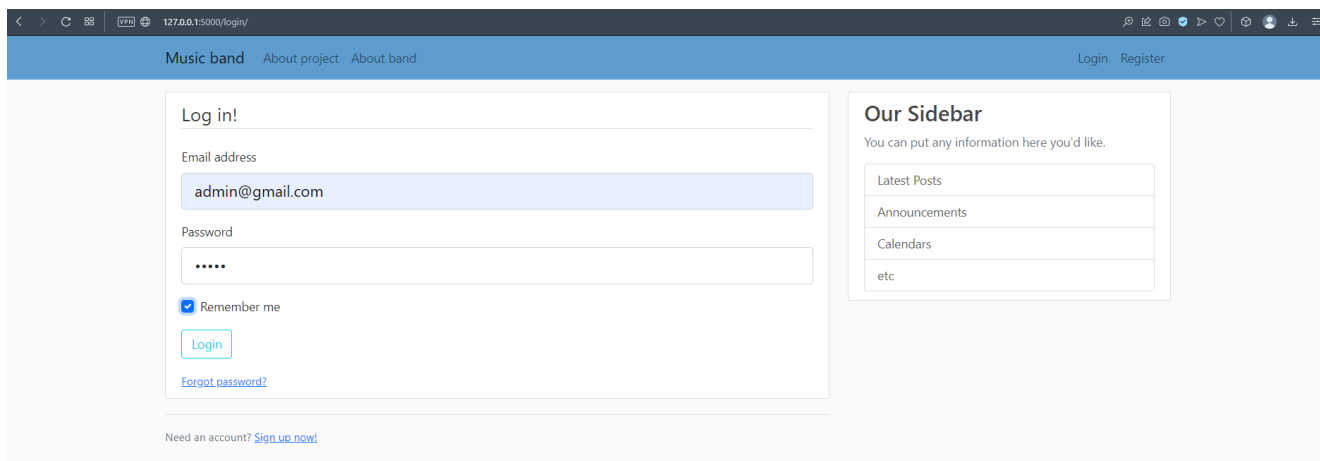 VPN 127.0.0.1:5000/login/
Music band About project About band Login Register
Log in!
Email address
admin@gmail.com
Password
•••••
Remember me
Login
Forgot password?
Need an account? Sign up now!
Our Sidebar
You can put any information here you'd like.
Latest Posts
Announcements
Calendars
etc